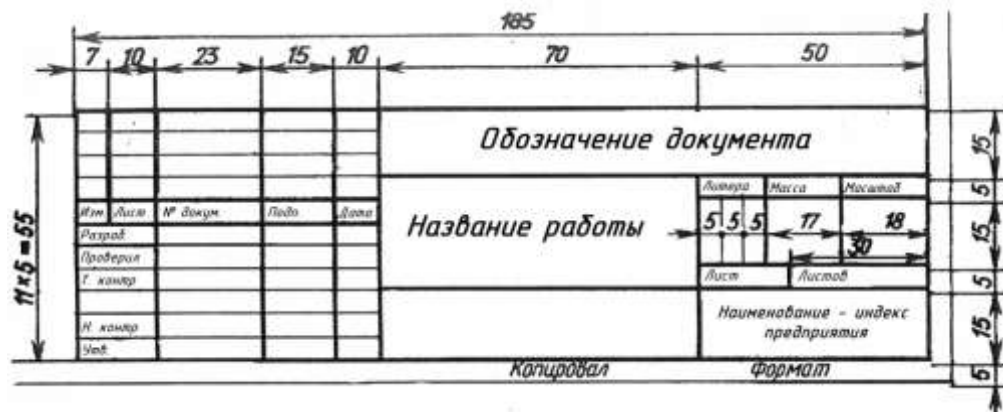 185
7 10 23 15 10 70 50
Обозначение документа
15
Литера Масса Масштаб
5
Изм Лист № докум. Подп Дата
Название работы
5 5 5 17 18
15
Разраб.
30
Проверил
11×5=55
Т. контр
Лист Листов
5
Наименование - индекс
предприятия
15
Н. контр
Утв.
Копировал Формат
5